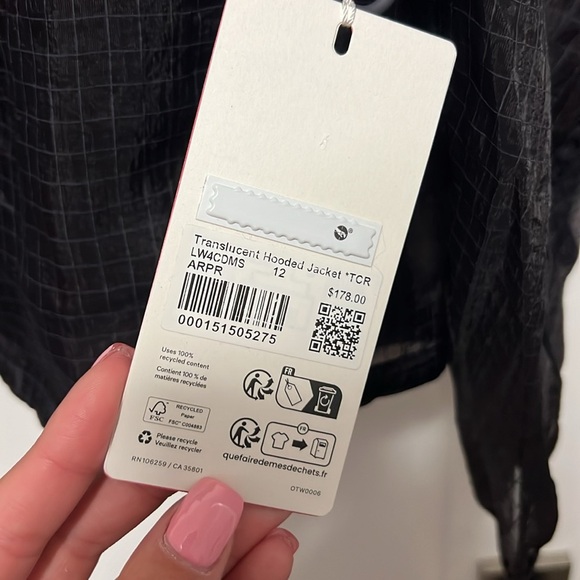 Translucent Hooded Jacket *TCR
LW4CDMS 12
ARPR $178.00
000151505275
Uses 100%
recycled content
Contient 100 % de
matières recyclées
FR
FSC
RECYCLED
Paper
FSC® C004983
FR
Please recycle
Veuillez recycler
quefairedemesdechets.fr
RN106259 / CA 35801
OTW0006